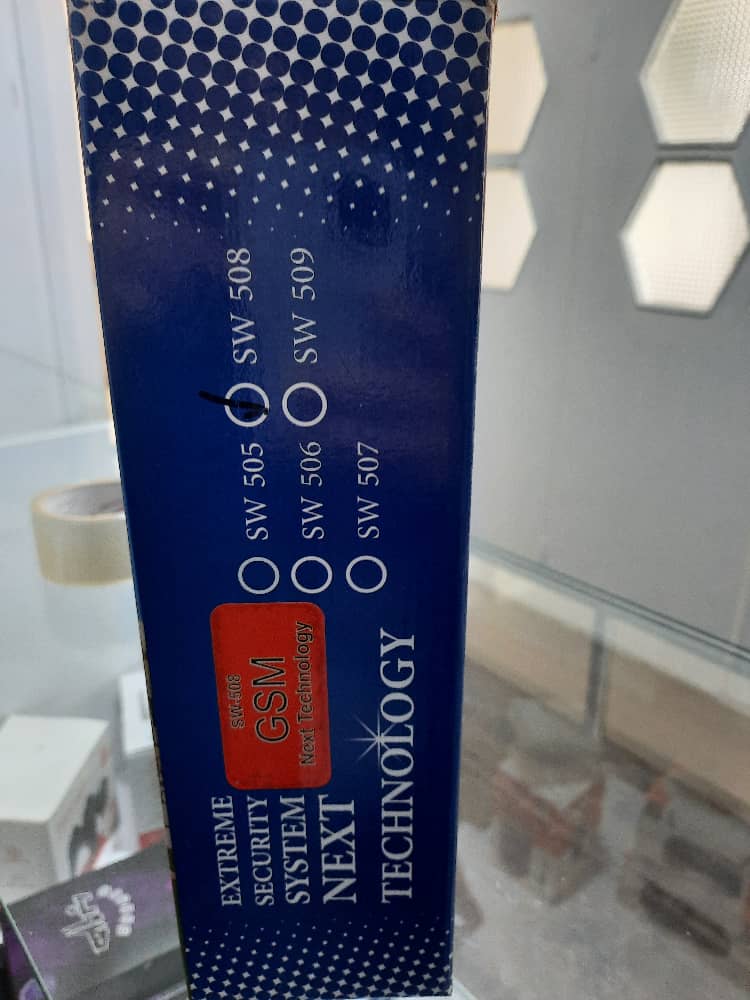 EXTREME
SECURITY
SYSTEM
NEXT
TECHNOLOGY
SW-508
GSM
Next Technology
SW 505
SW 508
SW 506
SW 509
SW 507